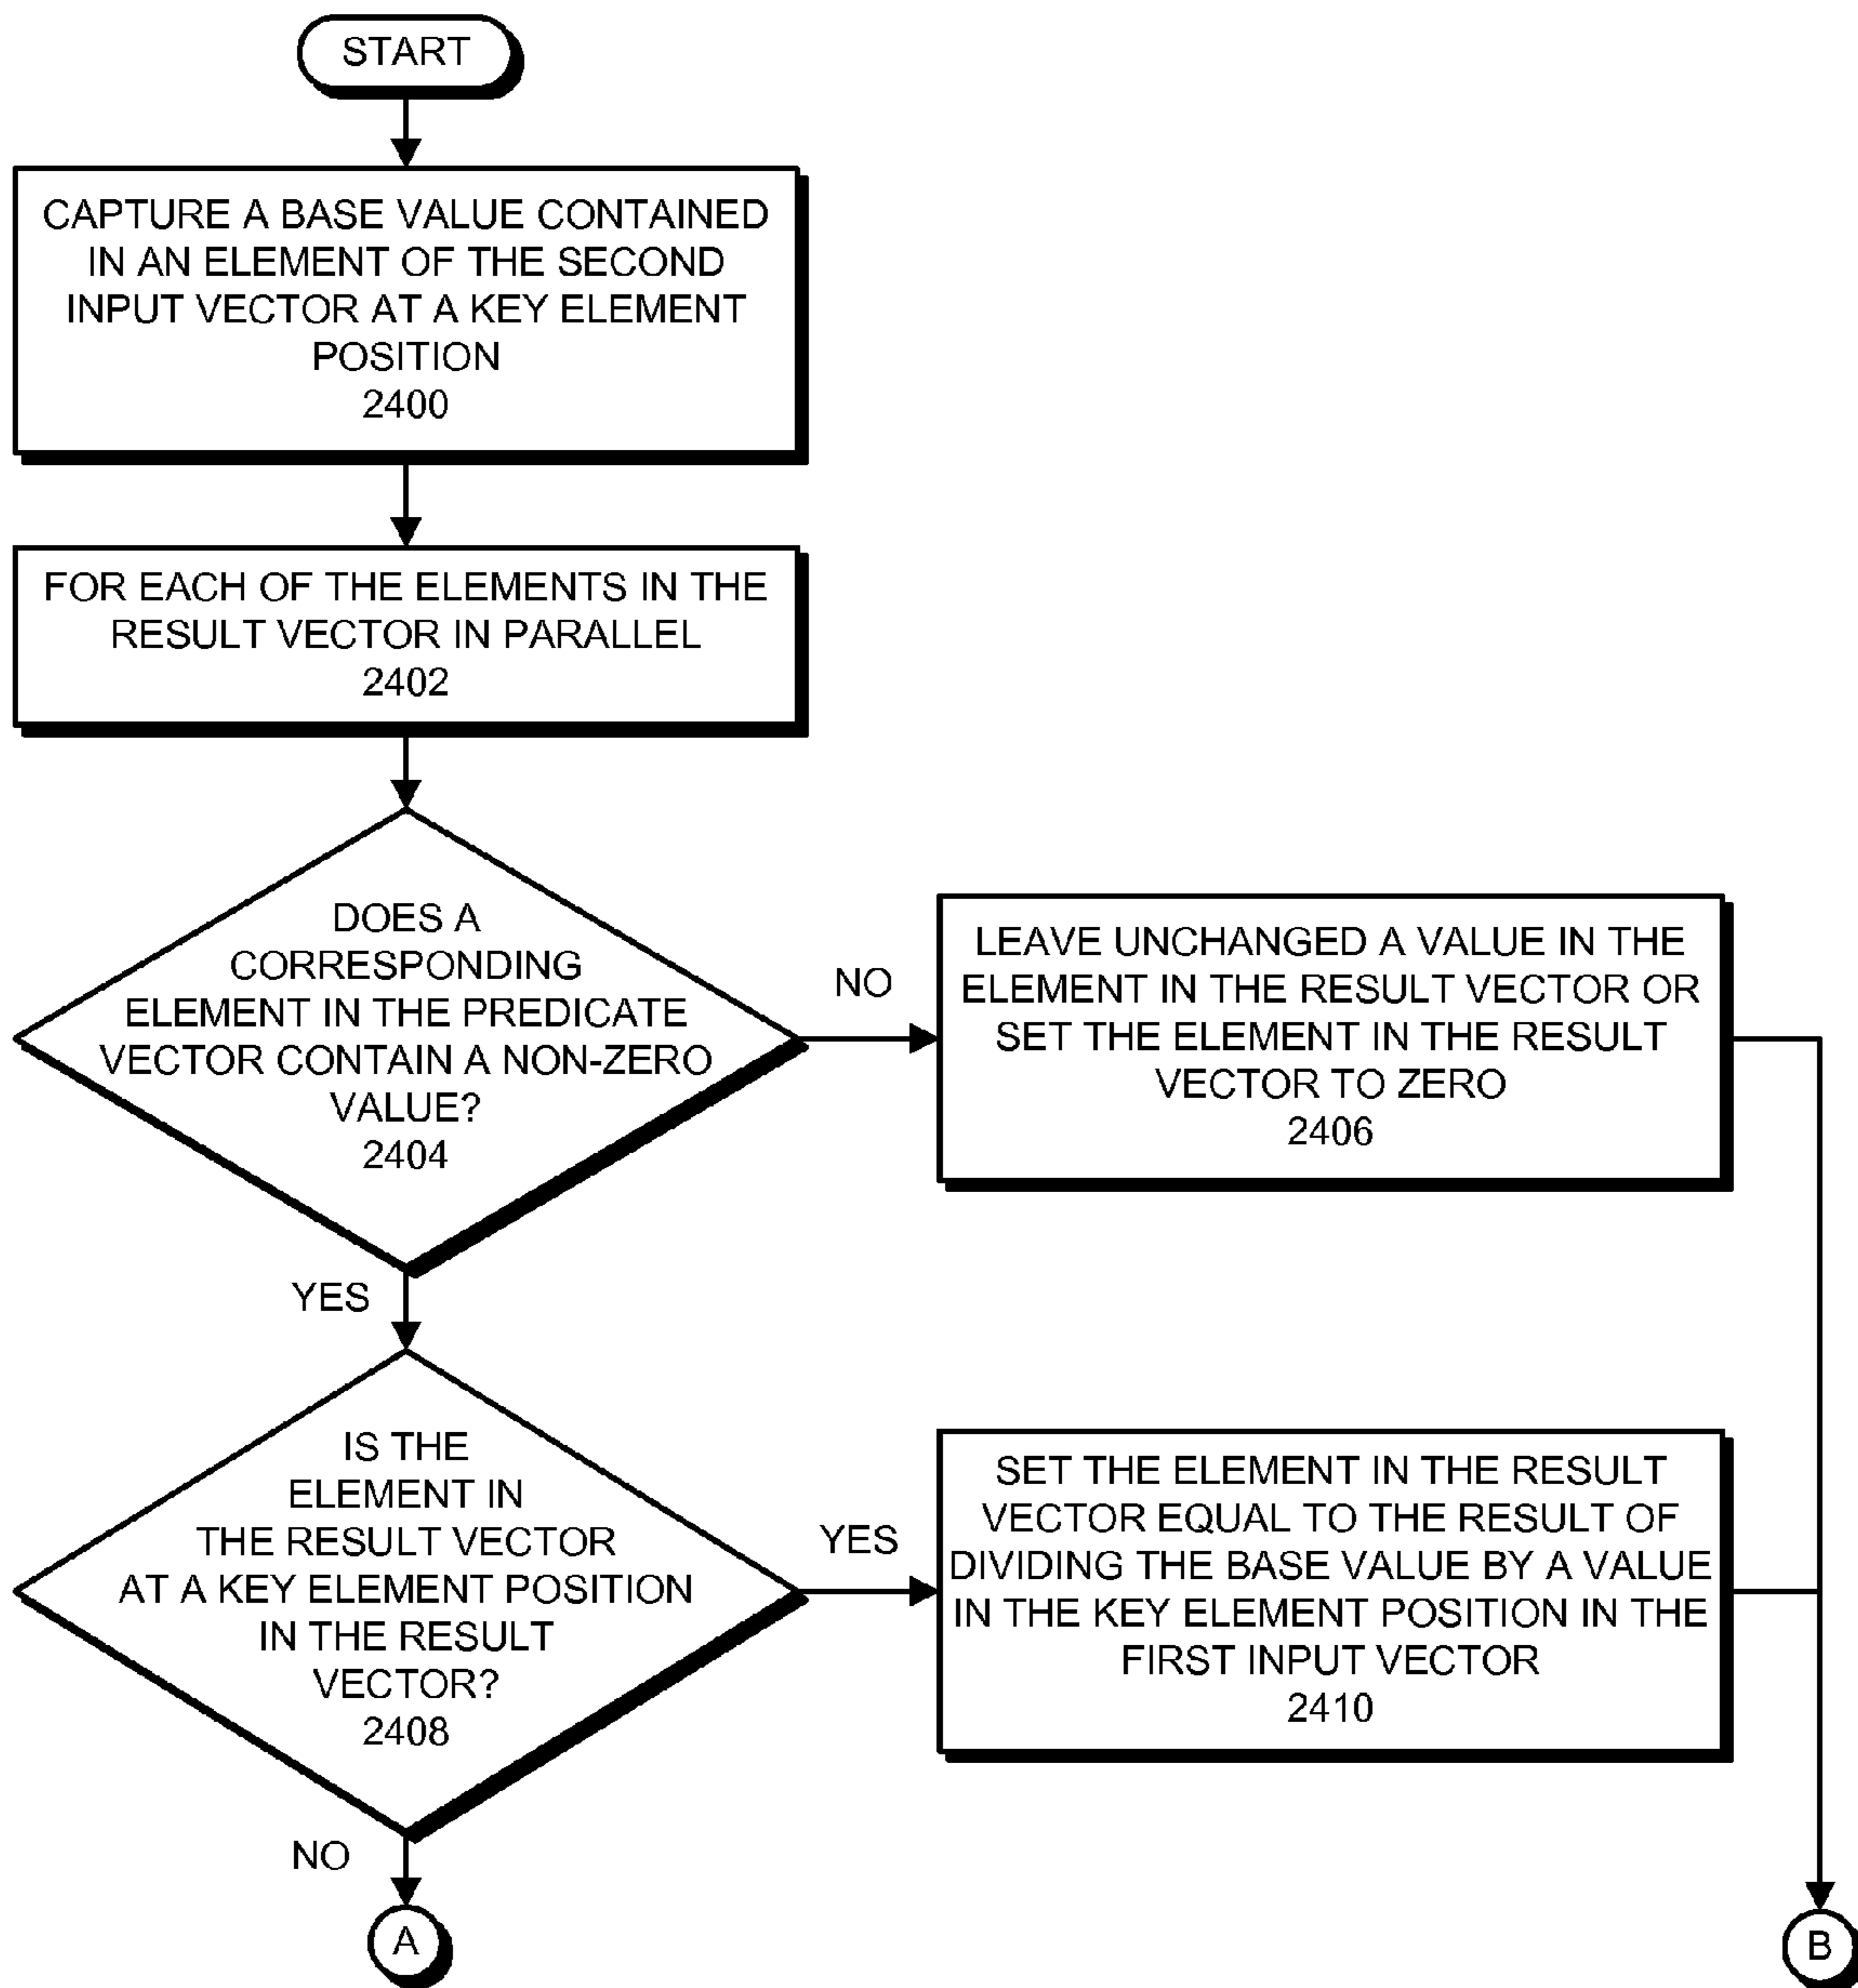 START
CAPTURE A BASE VALUE CONTAINED
IN AN ELEMENT OF THE SECOND
INPUT VECTOR AT A KEY ELEMENT
POSITION
2400
FOR EACH OF THE ELEMENTS IN THE
RESULT VECTOR IN PARALLEL
2402
DOES A
CORRESPONDING
ELEMENT IN THE PREDICATE
VECTOR CONTAIN A NON-ZERO
VALUE?
2404
NO
LEAVE UNCHANGED A VALUE IN THE
ELEMENT IN THE RESULT VECTOR OR
SET THE ELEMENT IN THE RESULT
VECTOR TO ZERO
2406
YES
IS THE
ELEMENT IN
THE RESULT VECTOR
AT A KEY ELEMENT POSITION
IN THE RESULT
VECTOR?
2408
YES
SET THE ELEMENT IN THE RESULT
VECTOR EQUAL TO THE RESULT OF
DIVIDING THE BASE VALUE BY A VALUE
IN THE KEY ELEMENT POSITION IN THE
FIRST INPUT VECTOR
2410
NO
A
B